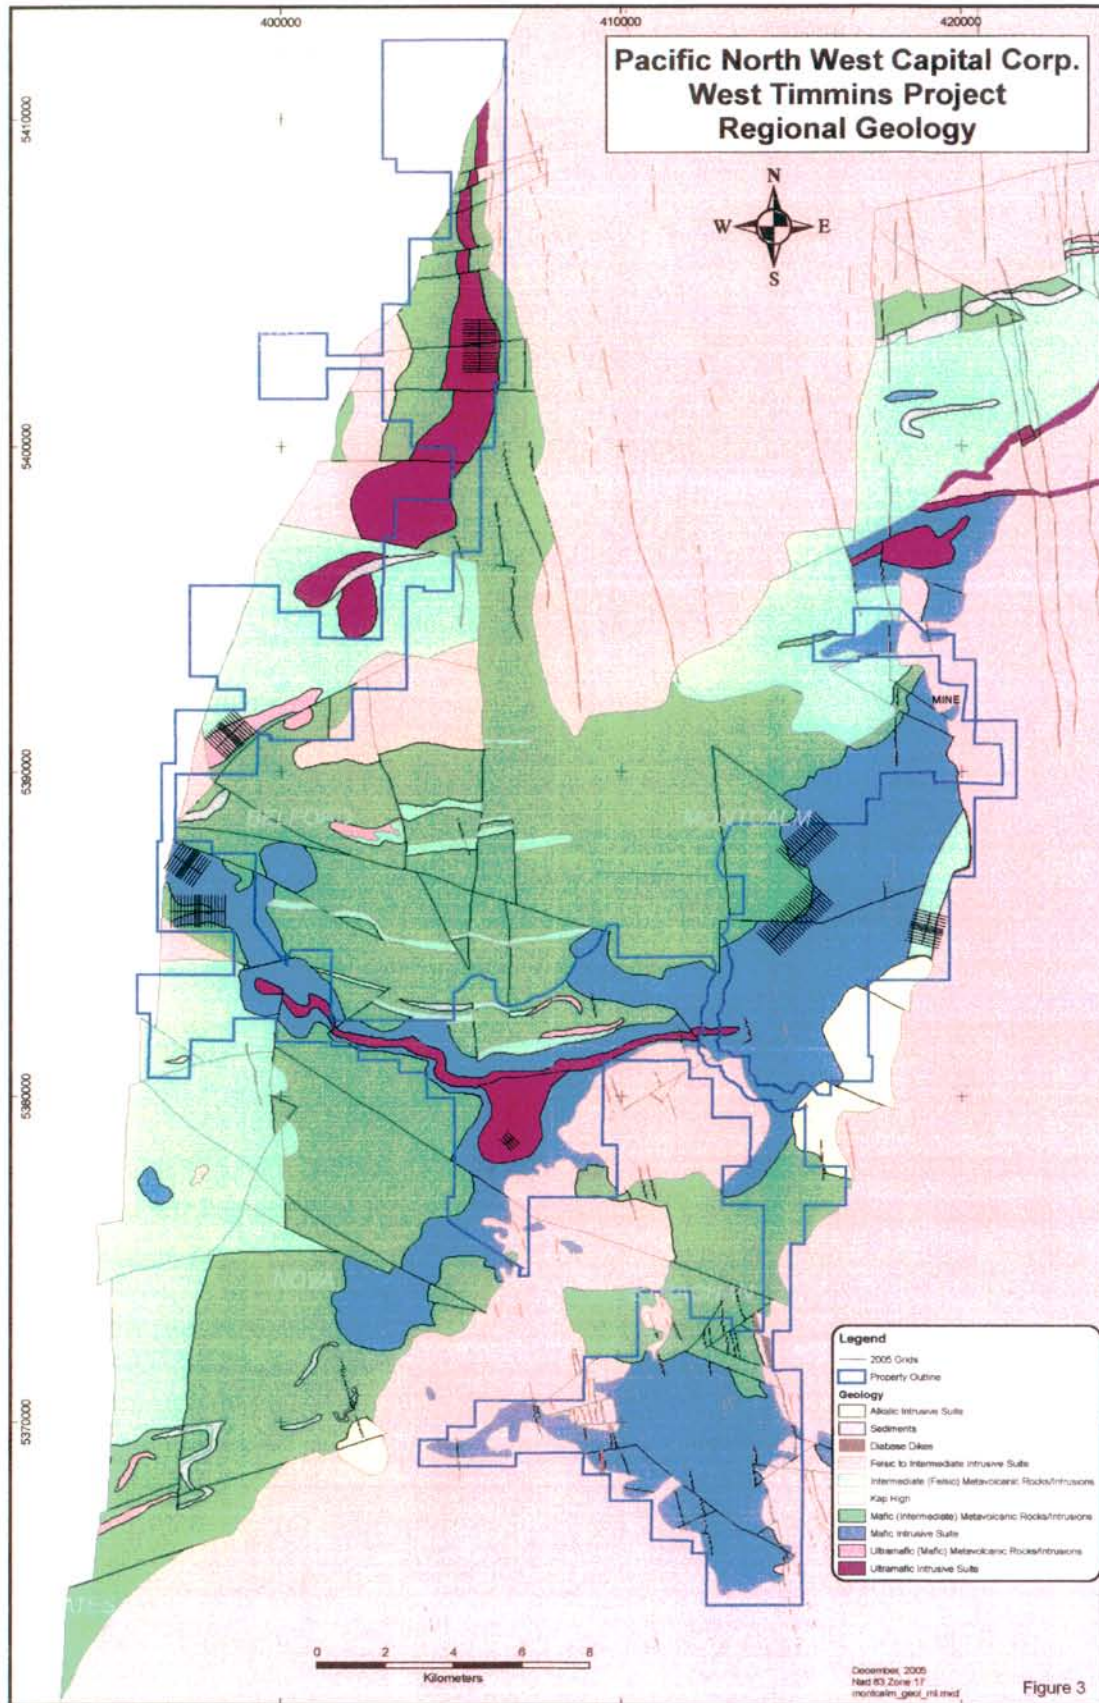 400000
410000
420000
Pacific North West Capital Corp.
West Timmins Project
Regional Geology
N
W
E
S
5410000
5400000
5390000
5380000
5370000
MINE
MONTCALM
NOVA
Legend
2005 Grids
Property Outline
Geology
Alkalic Intrusive Suite
Sediments
Diabase Dikes
Felsic to Intermediate Intrusive Suite
Intermediate (Felsic) Metavolcanic Rocks/Intrusions
Kap High
Mafic (Intermediate) Metavolcanic Rocks/Intrusions
Mafic Intrusive Suite
Ultramafic (Mafic) Metavolcanic Rocks/Intrusions
Ultramafic Intrusive Suite
0 2 4 6 8
Kilometers
December, 2005
Nad 83 Zone 17
montcalm_geol_ml.mxd
Figure 3